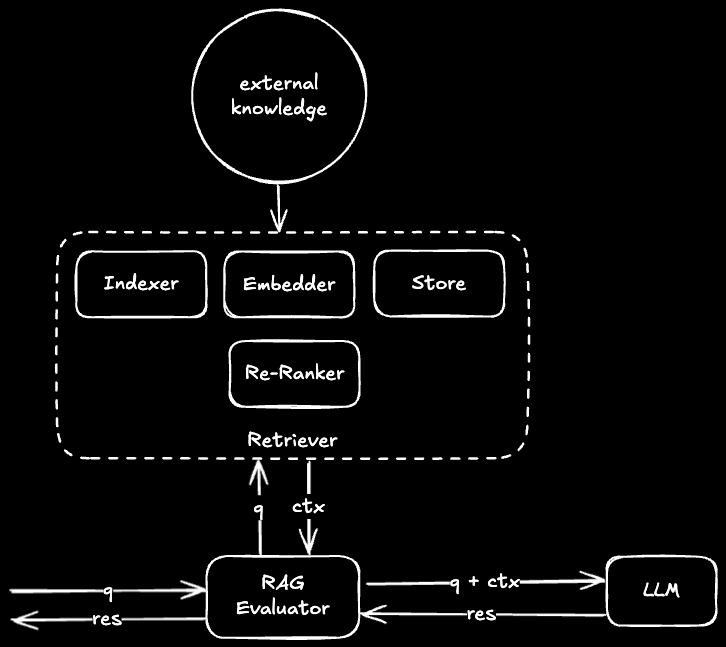 external
knowledge
Indexer
Embedder
Store
Re-Ranker
Retriever
q
ctx
q
res
RAG
Evaluator
q + ctx
res
LLM